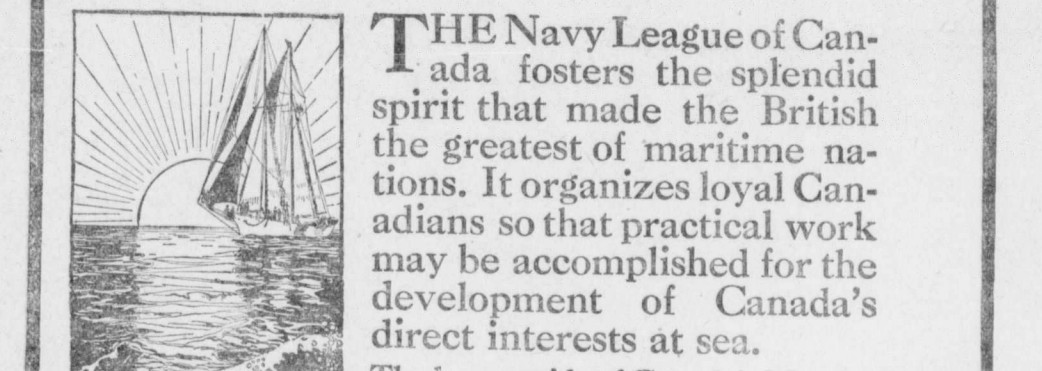 THE Navy League of Can-
ada fosters the splendid
spirit that made the British
the greatest of maritime na-
tions. It organizes loyal Can-
adians so that practical work
may be accomplished for the
development of Canada's
direct interests at sea.